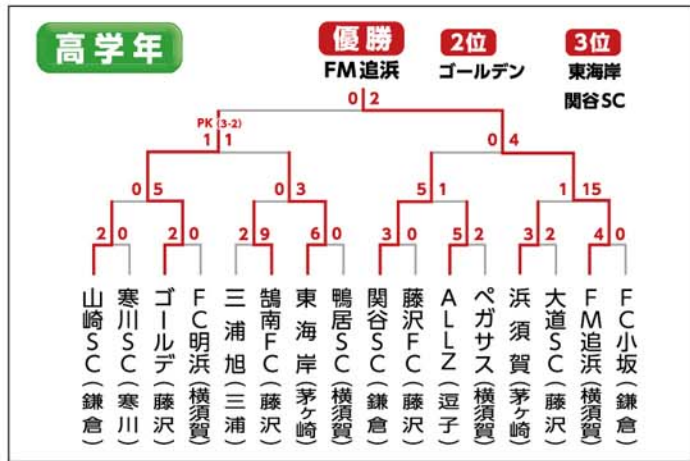 高学年
優勝
2位
3位
FM追浜
ゴールデン
東海岸
関谷SC
0 2
PK (3-2)
1 1
0 4
0 5
0 3
5 1
1 15
2 0
2 0
2 9
6 0
3 0
5 2
3 2
4 0
山崎SC(鎌倉)
寒川SC(寒川)
ゴールデ(藤沢)
FC明浜(横須賀)
三浦旭(三浦)
鵠南FC(藤沢)
東海岸(茅ヶ崎)
鴨居SC(横須賀)
関谷SC(鎌倉)
藤沢FC(藤沢)
ALLZ(逗子)
ペガサス(横須賀)
浜須賀(茅ヶ崎)
大道SC(藤沢)
FM追浜(横須賀)
FC小坂(鎌倉)